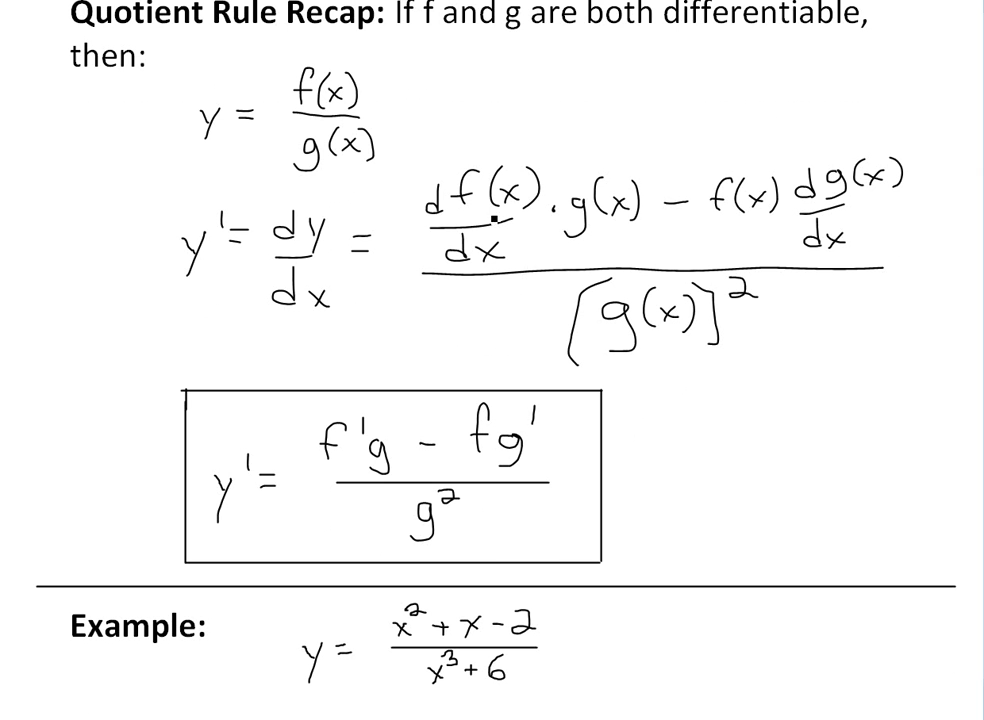 Quotient Rule Recap: If f and g are both differentiable,
then:
y = f(x)/g(x)
y' = dy/dx = (df(x)/dx · g(x) − f(x) dg(x)/dx) / [g(x)]²
y' = (f'g − fg')/g²
Example: y = (x² + x − 2)/(x³ + 6)